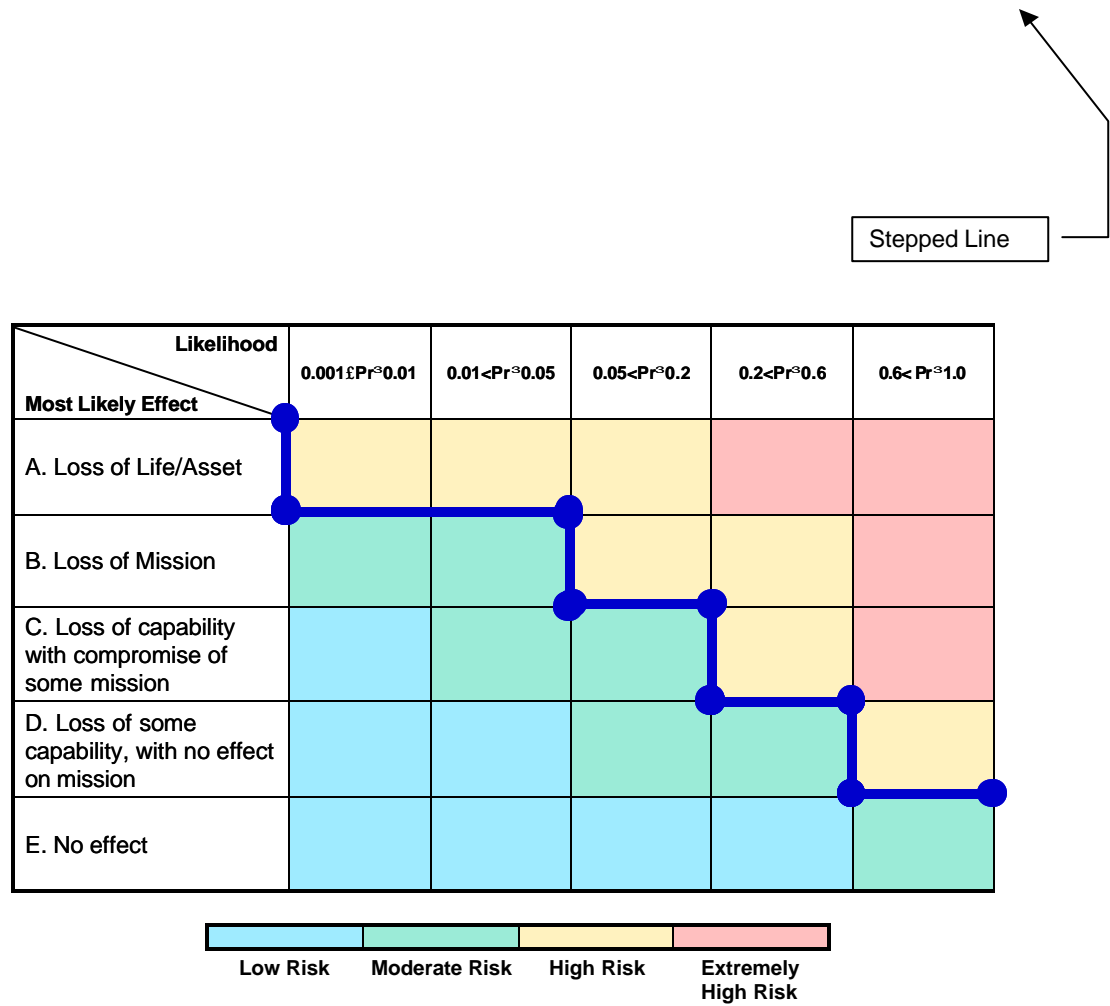 Stepped Line
Likelihood
Most Likely Effect
0.001£Pr³0.01
0.01<Pr³0.05
0.05<Pr³0.2
0.2<Pr³0.6
0.6< Pr³1.0
A. Loss of Life/Asset
B. Loss of Mission
C. Loss of capability
with compromise of
some mission
D. Loss of some
capability, with no effect
on mission
E. No effect
Low Risk
Moderate Risk
High Risk
Extremely
High Risk